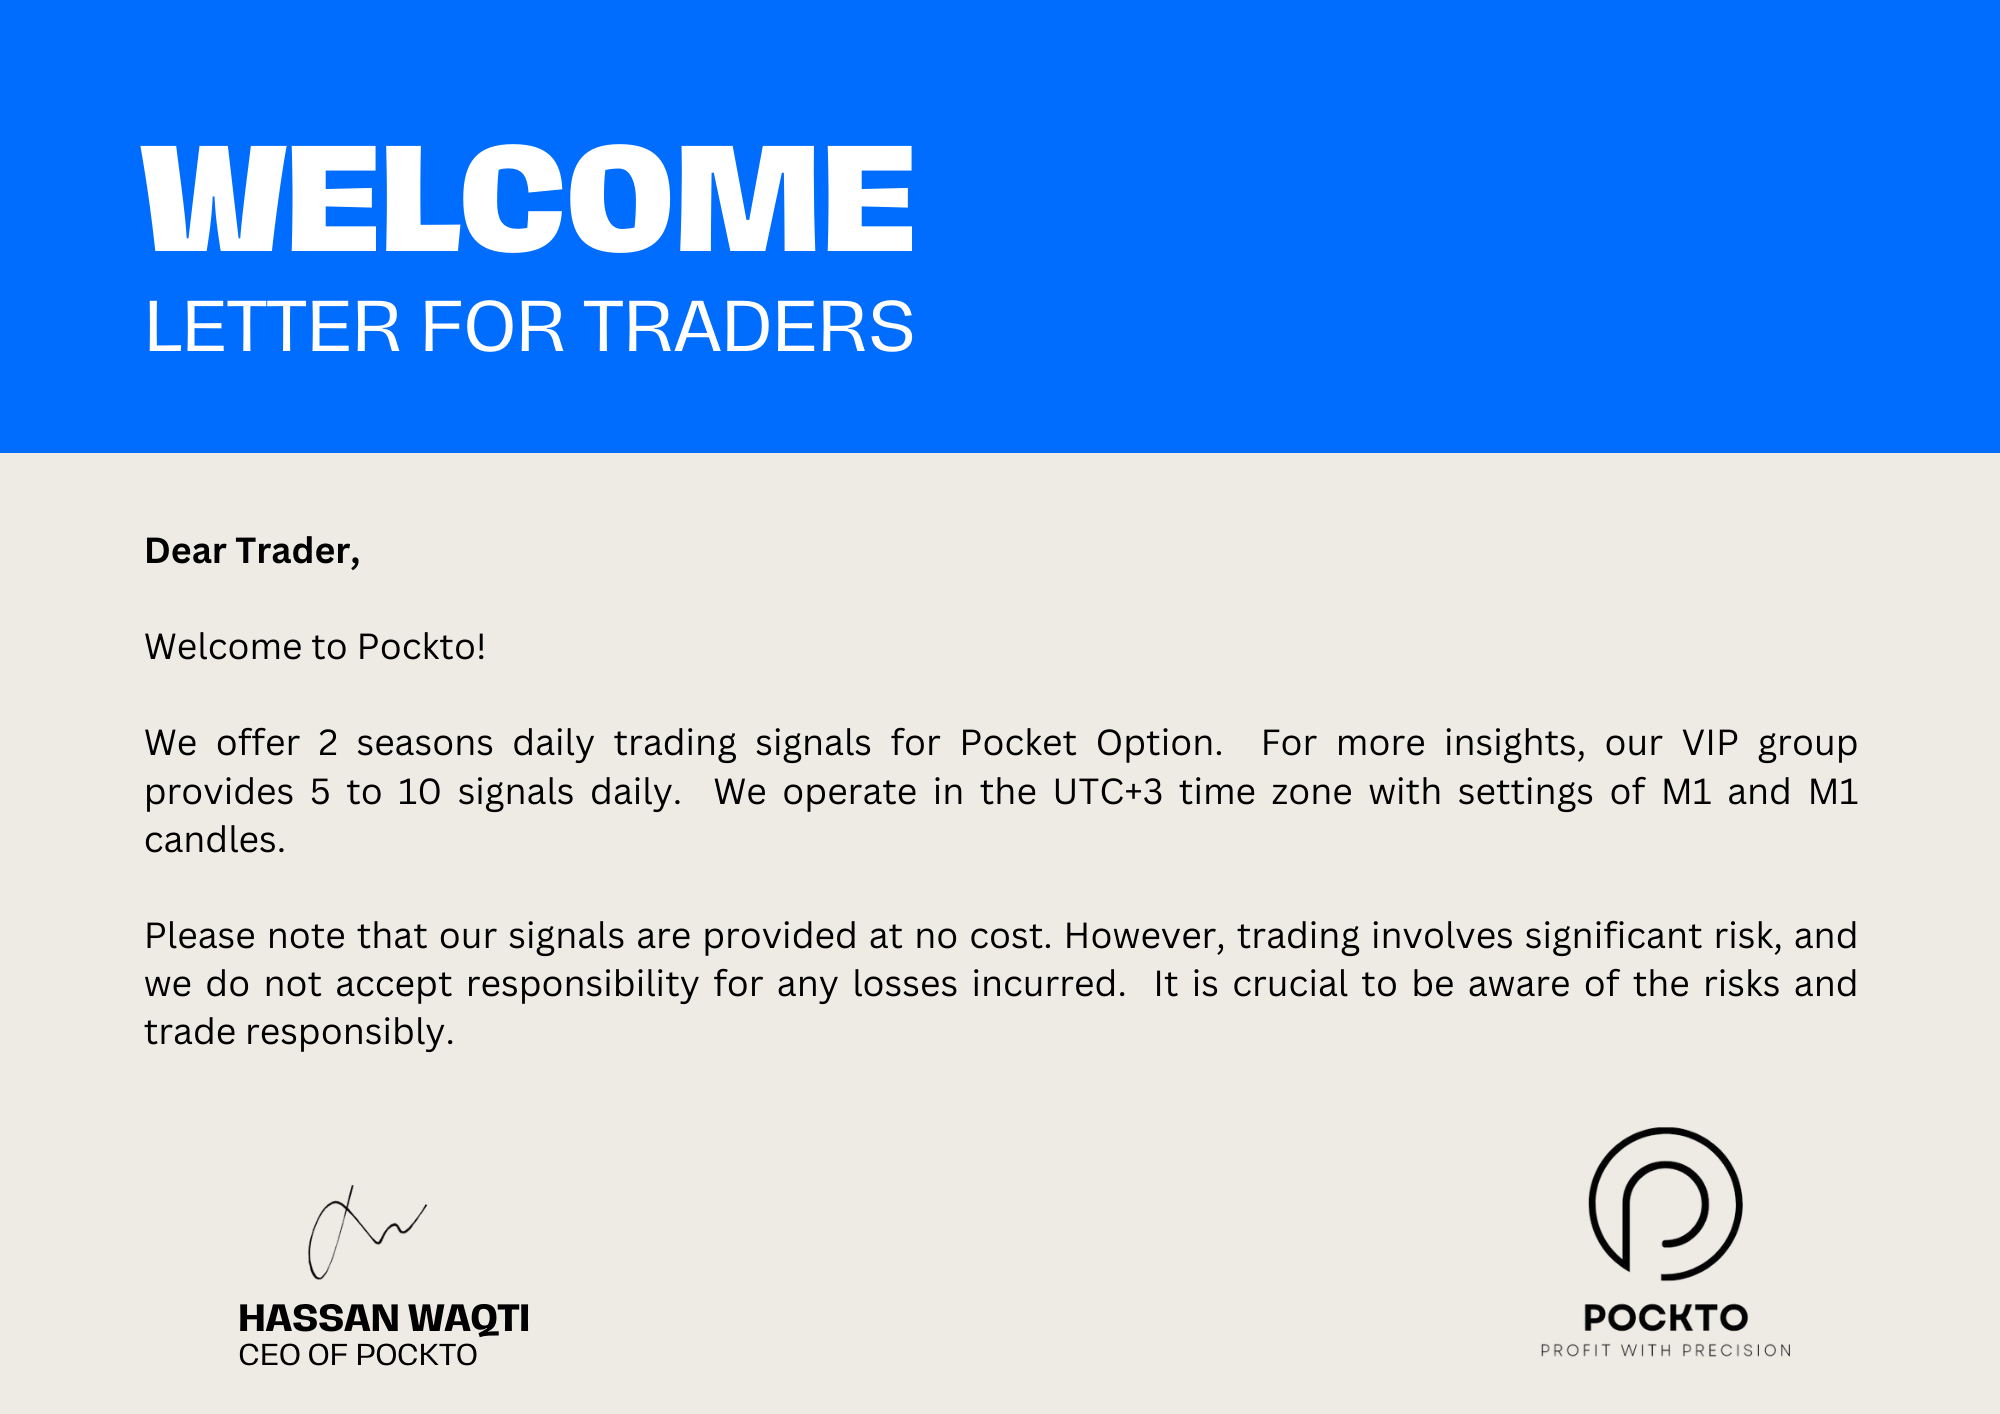 WELCOME
LETTER FOR TRADERS
Dear Trader,
Welcome to Pockto!
We offer 2 seasons daily trading signals for Pocket Option.  For more insights, our VIP group
provides 5 to 10 signals daily.  We operate in the UTC+3 time zone with settings of M1 and M1
candles.
Please note that our signals are provided at no cost. However, trading involves significant risk, and
we do not accept responsibility for any losses incurred.  It is crucial to be aware of the risks and
trade responsibly.
HASSAN WAQTI
CEO OF POCKTO
POCKTO
PROFIT WITH PRECISION